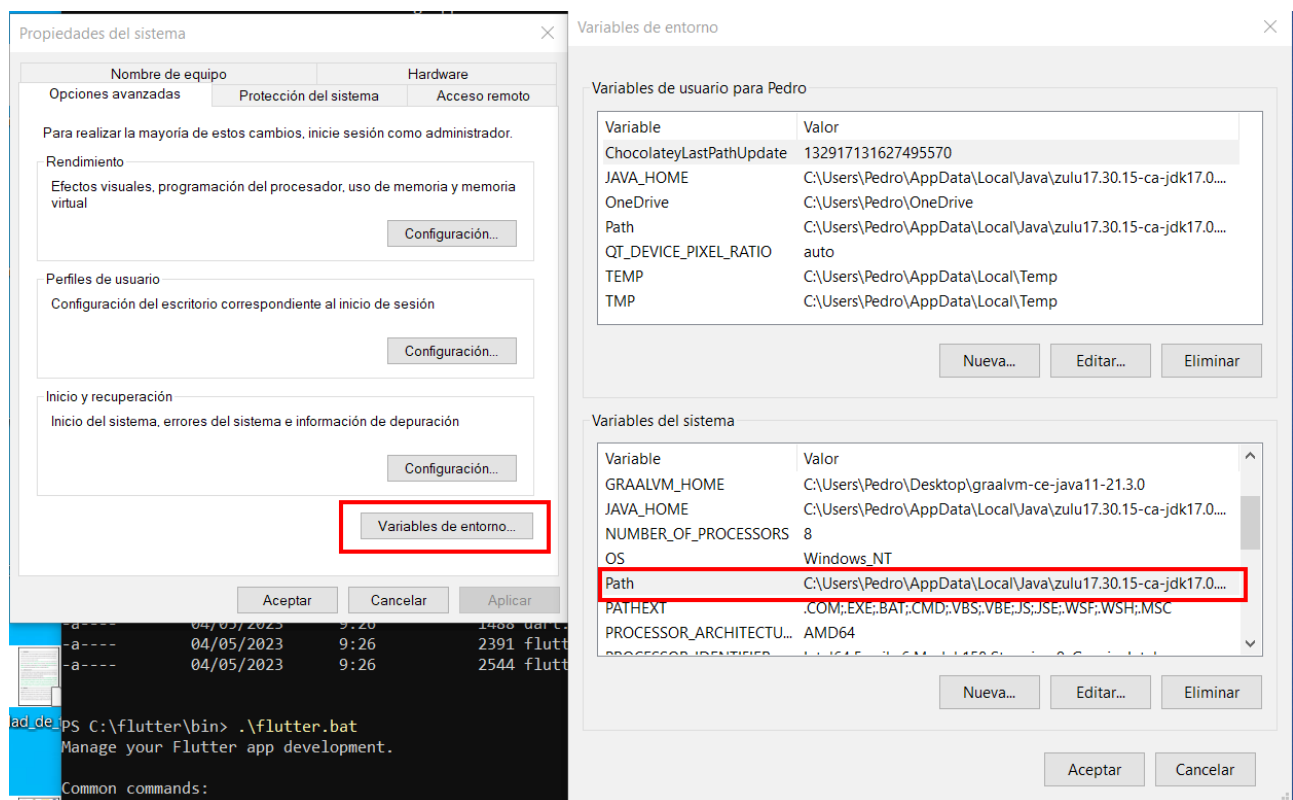 Propiedades del sistema
Nombre de equipo Hardware
Opciones avanzadas Protección del sistema Acceso remoto
Para realizar la mayoría de estos cambios, inicie sesión como administrador.
Rendimiento
Efectos visuales, programación del procesador, uso de memoria y memoria
virtual
Configuración...
Perfiles de usuario
Configuración del escritorio correspondiente al inicio de sesión
Configuración...
Inicio y recuperación
Inicio del sistema, errores del sistema e información de depuración
Configuración...
Variables de entorno...
Aceptar Cancelar Aplicar
-a---- 04/05/2023 9:26 1488 dart.
-a---- 04/05/2023 9:26 2391 flutt
-a---- 04/05/2023 9:26 2544 flutt
PS C:\flutter\bin> .\flutter.bat
Manage your Flutter app development.
Common commands:
Variables de entorno
Variables de usuario para Pedro
Variable Valor
ChocolateyLastPathUpdate 132917131627495570
JAVA_HOME C:\Users\Pedro\AppData\Local\Java\zulu17.30.15-ca-jdk17.0....
OneDrive C:\Users\Pedro\OneDrive
Path C:\Users\Pedro\AppData\Local\Java\zulu17.30.15-ca-jdk17.0....
QT_DEVICE_PIXEL_RATIO auto
TEMP C:\Users\Pedro\AppData\Local\Temp
TMP C:\Users\Pedro\AppData\Local\Temp
Nueva... Editar... Eliminar
Variables del sistema
Variable Valor
GRAALVM_HOME C:\Users\Pedro\Desktop\graalvm-ce-java11-21.3.0
JAVA_HOME C:\Users\Pedro\AppData\Local\Java\zulu17.30.15-ca-jdk17.0....
NUMBER_OF_PROCESSORS 8
OS Windows_NT
Path C:\Users\Pedro\AppData\Local\Java\zulu17.30.15-ca-jdk17.0....
PATHEXT .COM;.EXE;.BAT;.CMD;.VBS;.VBE;.JS;.JSE;.WSF;.WSH;.MSC
PROCESSOR_ARCHITECTU... AMD64
Nueva... Editar... Eliminar
Aceptar Cancelar